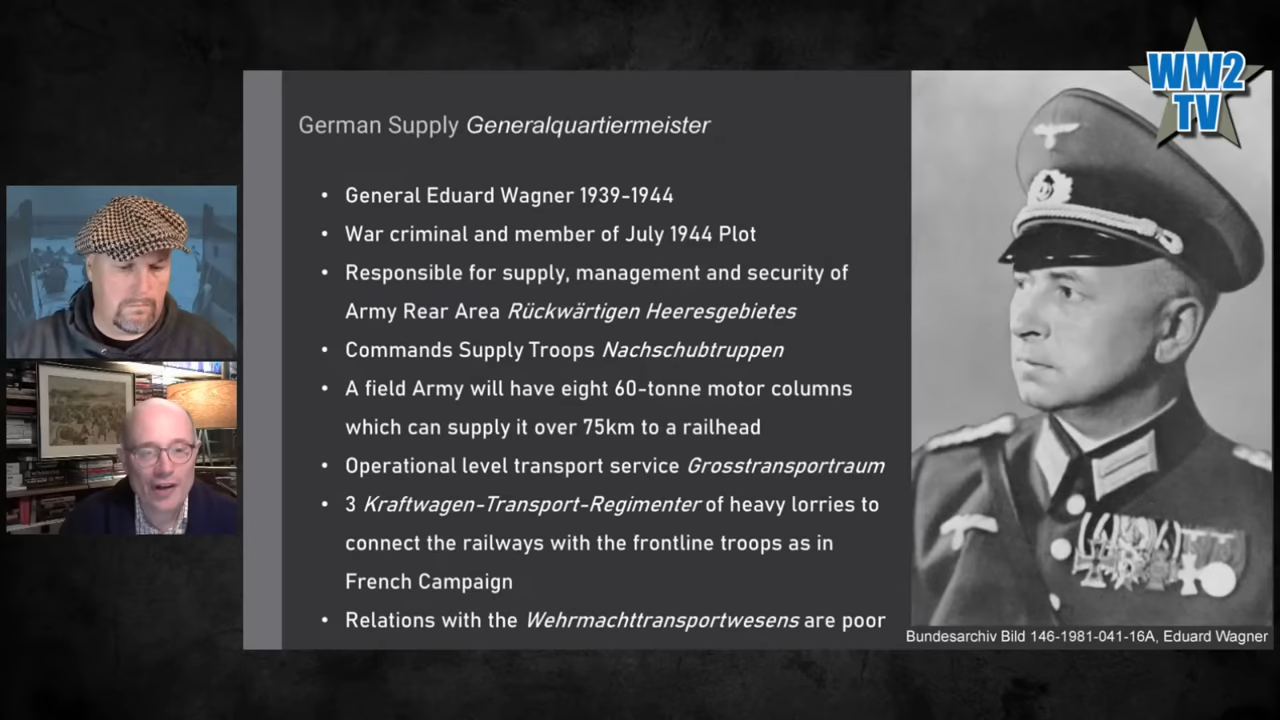 WW2
TV
German Supply Generalquartiermeister
• General Eduard Wagner 1939-1944
• War criminal and member of July 1944 Plot
• Responsible for supply, management and security of
Army Rear Area Rückwärtigen Heeresgebietes
• Commands Supply Troops Nachschubtruppen
• A field Army will have eight 60-tonne motor columns
which can supply it over 75km to a railhead
• Operational level transport service Grosstransportraum
• 3 Kraftwagen-Transport-Regimenter of heavy lorries to
connect the railways with the frontline troops as in
French Campaign
• Relations with the Wehrmachttransportwesens are poor
Bundesarchiv Bild 146-1981-041-16A, Eduard Wagner